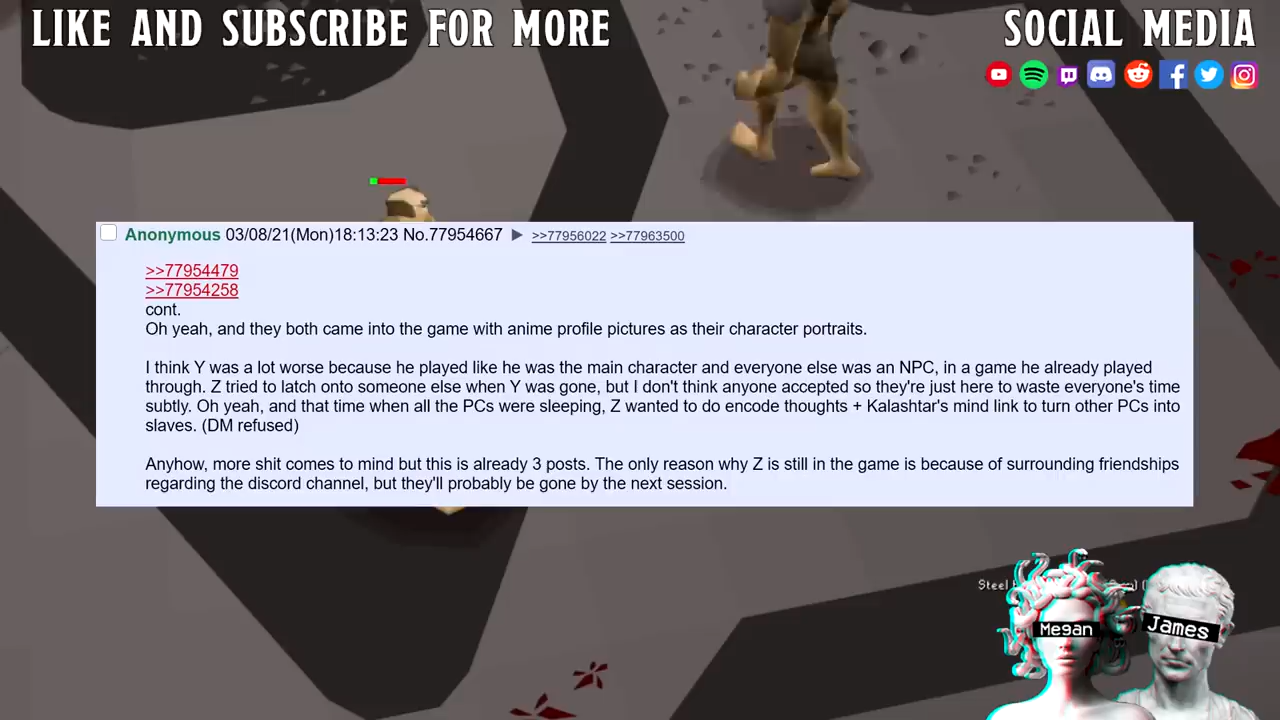 LIKE AND SUBSCRIBE FOR MORE
SOCIAL MEDIA
Anonymous 03/08/21(Mon)18:13:23 No.77954667 ▶ >>77956022 >>77963500
>>77954479
>>77954258
cont.
Oh yeah, and they both came into the game with anime profile pictures as their character portraits.
I think Y was a lot worse because he played like he was the main character and everyone else was an NPC, in a game he already played
through. Z tried to latch onto someone else when Y was gone, but I don't think anyone accepted so they're just here to waste everyone's time
subtly. Oh yeah, and that time when all the PCs were sleeping, Z wanted to do encode thoughts + Kalashtar's mind link to turn other PCs into
slaves. (DM refused)
Anyhow, more shit comes to mind but this is already 3 posts. The only reason why Z is still in the game is because of surrounding friendships
regarding the discord channel, but they'll probably be gone by the next session.
Steel
Megan
James